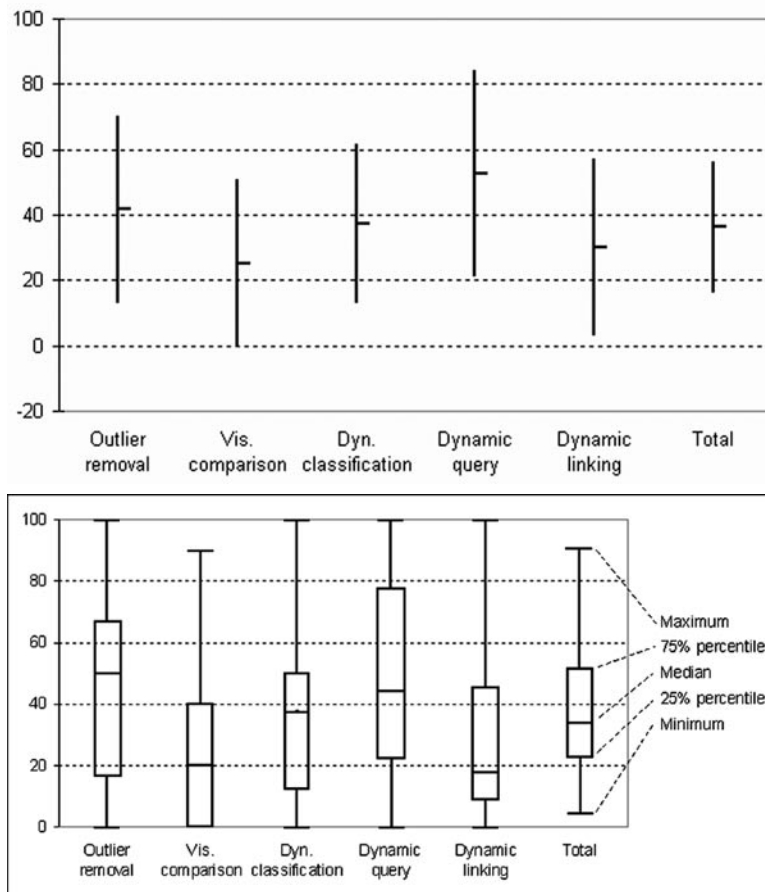 100
80
60
40
20
0
-20
Outlier removal
Vis. comparison
Dyn. classification
Dynamic query
Dynamic linking
Total
100
80
60
40
20
0
Maximum
75% percentile
Median
25% percentile
Minimum
Outlier removal
Vis. comparison
Dyn. classification
Dynamic query
Dynamic linking
Total